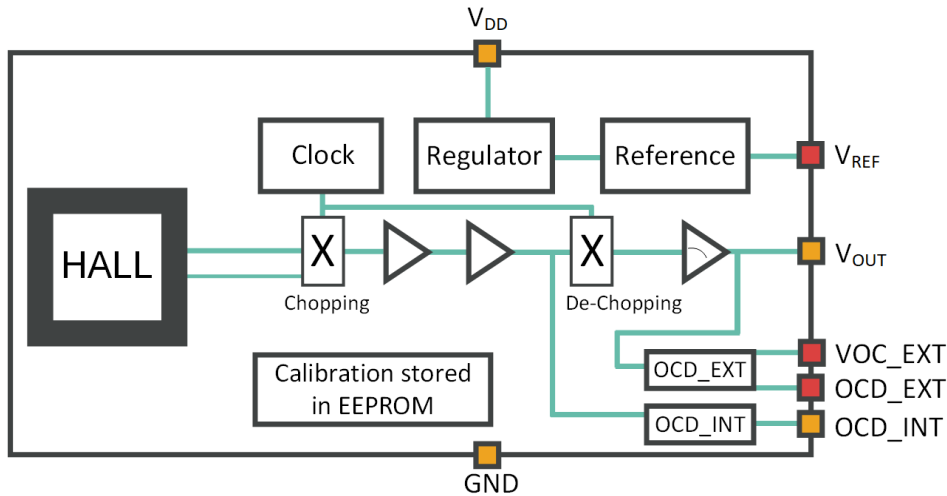 VDD
Clock
Regulator
Reference
VREF
HALL
X
X
VOUT
Chopping
De-Chopping
Calibration stored
in EEPROM
OCD_EXT
VOC_EXT
OCD_EXT
OCD_INT
OCD_INT
GND